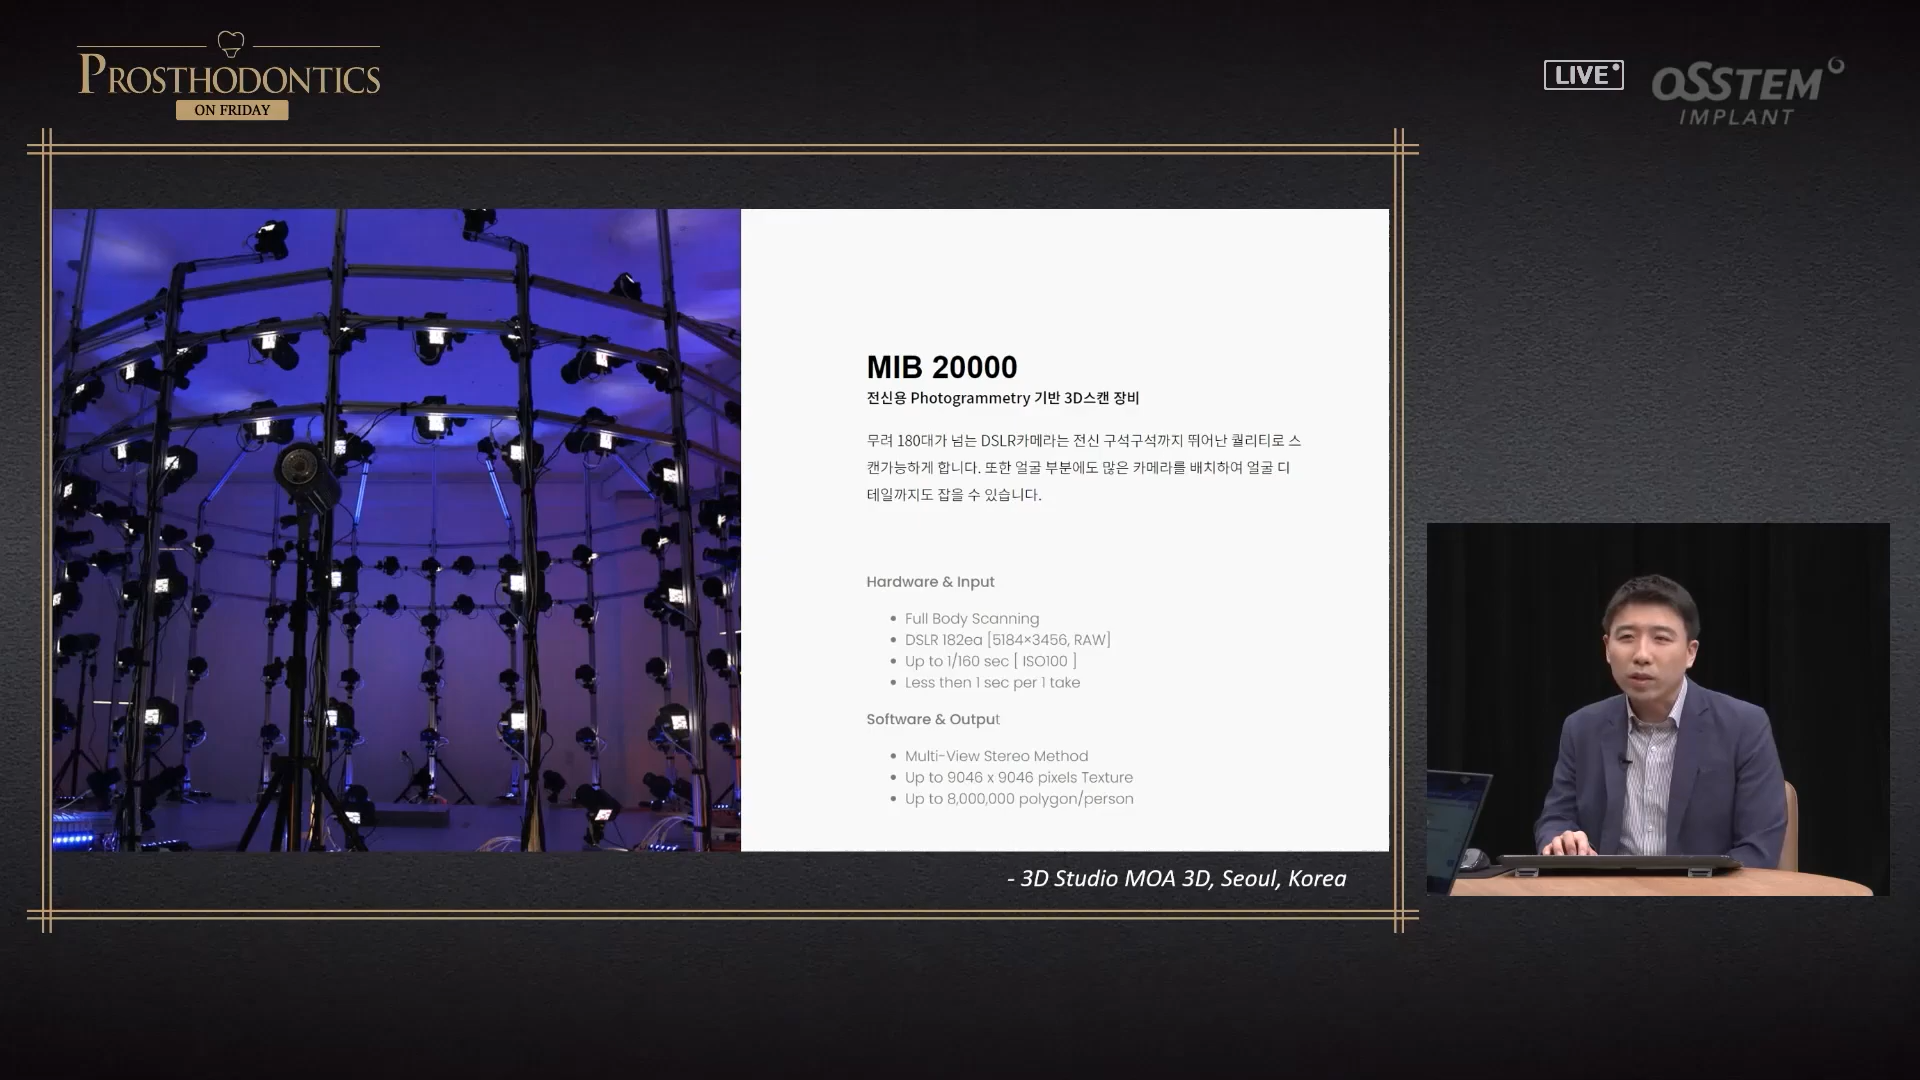 PROSTHODONTICS
ON FRIDAY
LIVE
OSSTEM
IMPLANT
MIB 20000
전신용 Photogrammetry 기반 3D스캔 장비
무려 180대가 넘는 DSLR카메라는 전신 구석구석까지 뛰어난 퀄리티로 스
캔가능하게 합니다. 또한 얼굴 부분에도 많은 카메라를 배치하여 얼굴 디
테일까지도 잡을 수 있습니다.
Hardware & Input
• Full Body Scanning
• DSLR 182ea [5184×3456, RAW]
• Up to 1/160 sec [ ISO100 ]
• Less then 1 sec per 1 take
Software & Output
• Multi-View Stereo Method
• Up to 9046 x 9046 pixels Texture
• Up to 8,000,000 polygon/person
- 3D Studio MOA 3D, Seoul, Korea